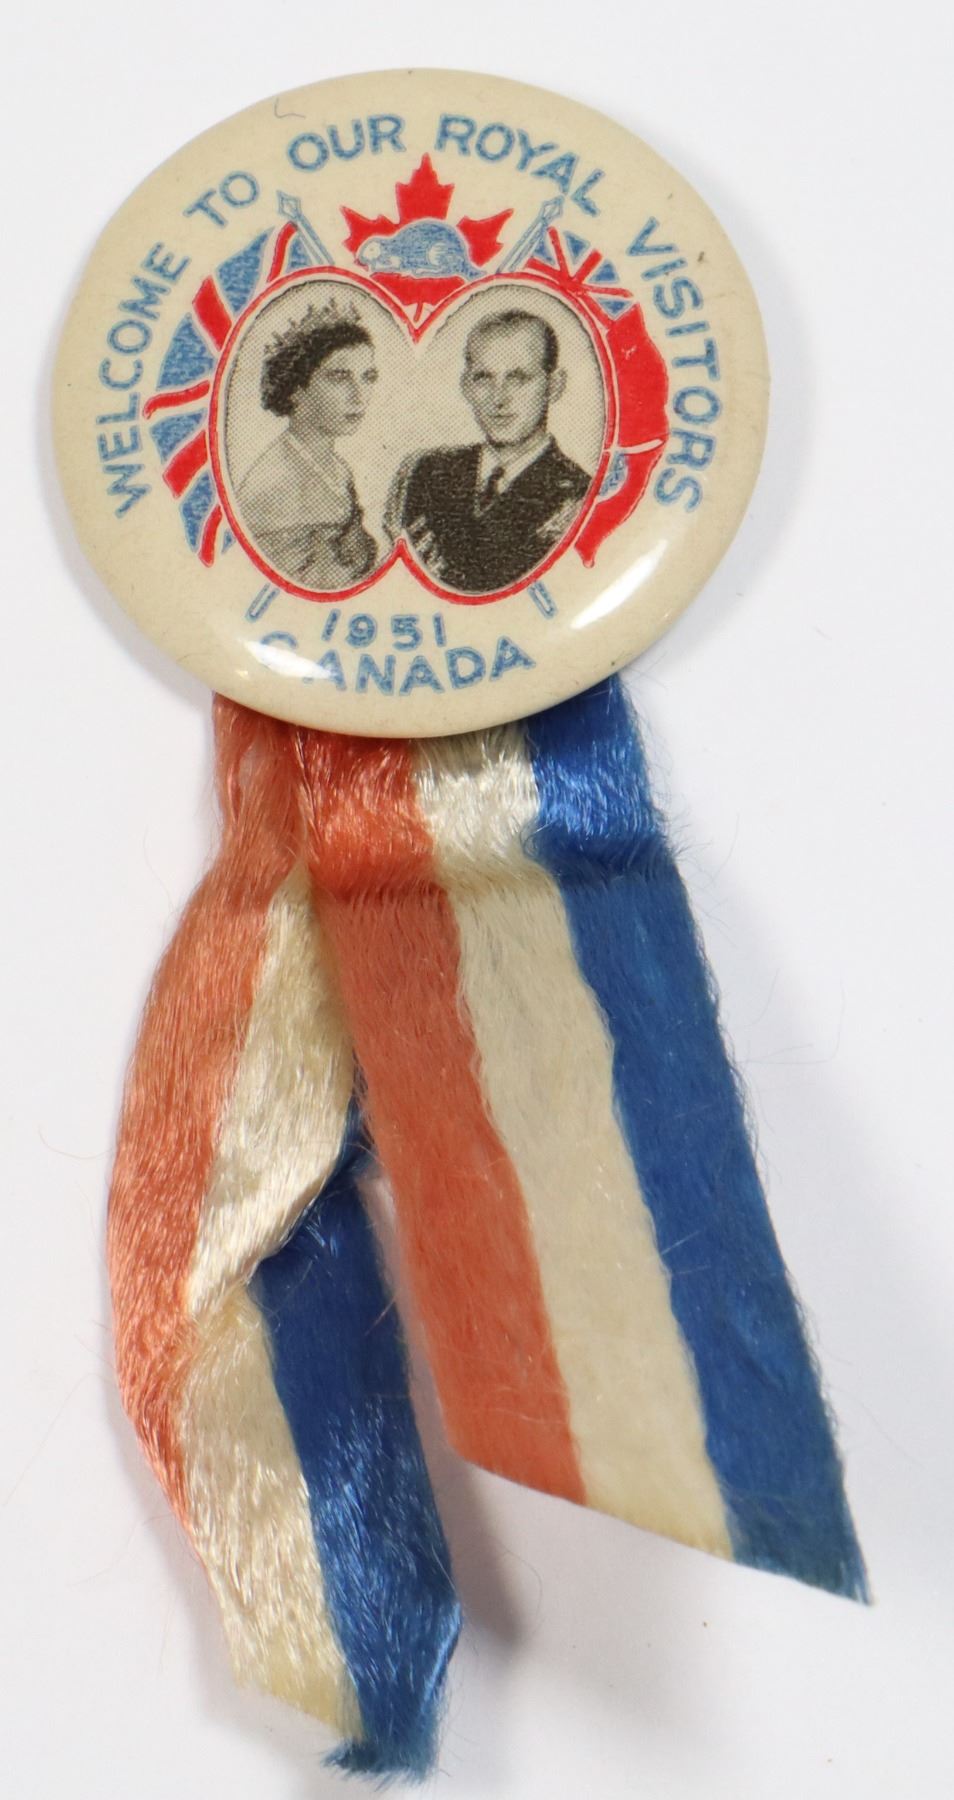 WELCOME TO OUR ROYAL VISITORS
1951
CANADA